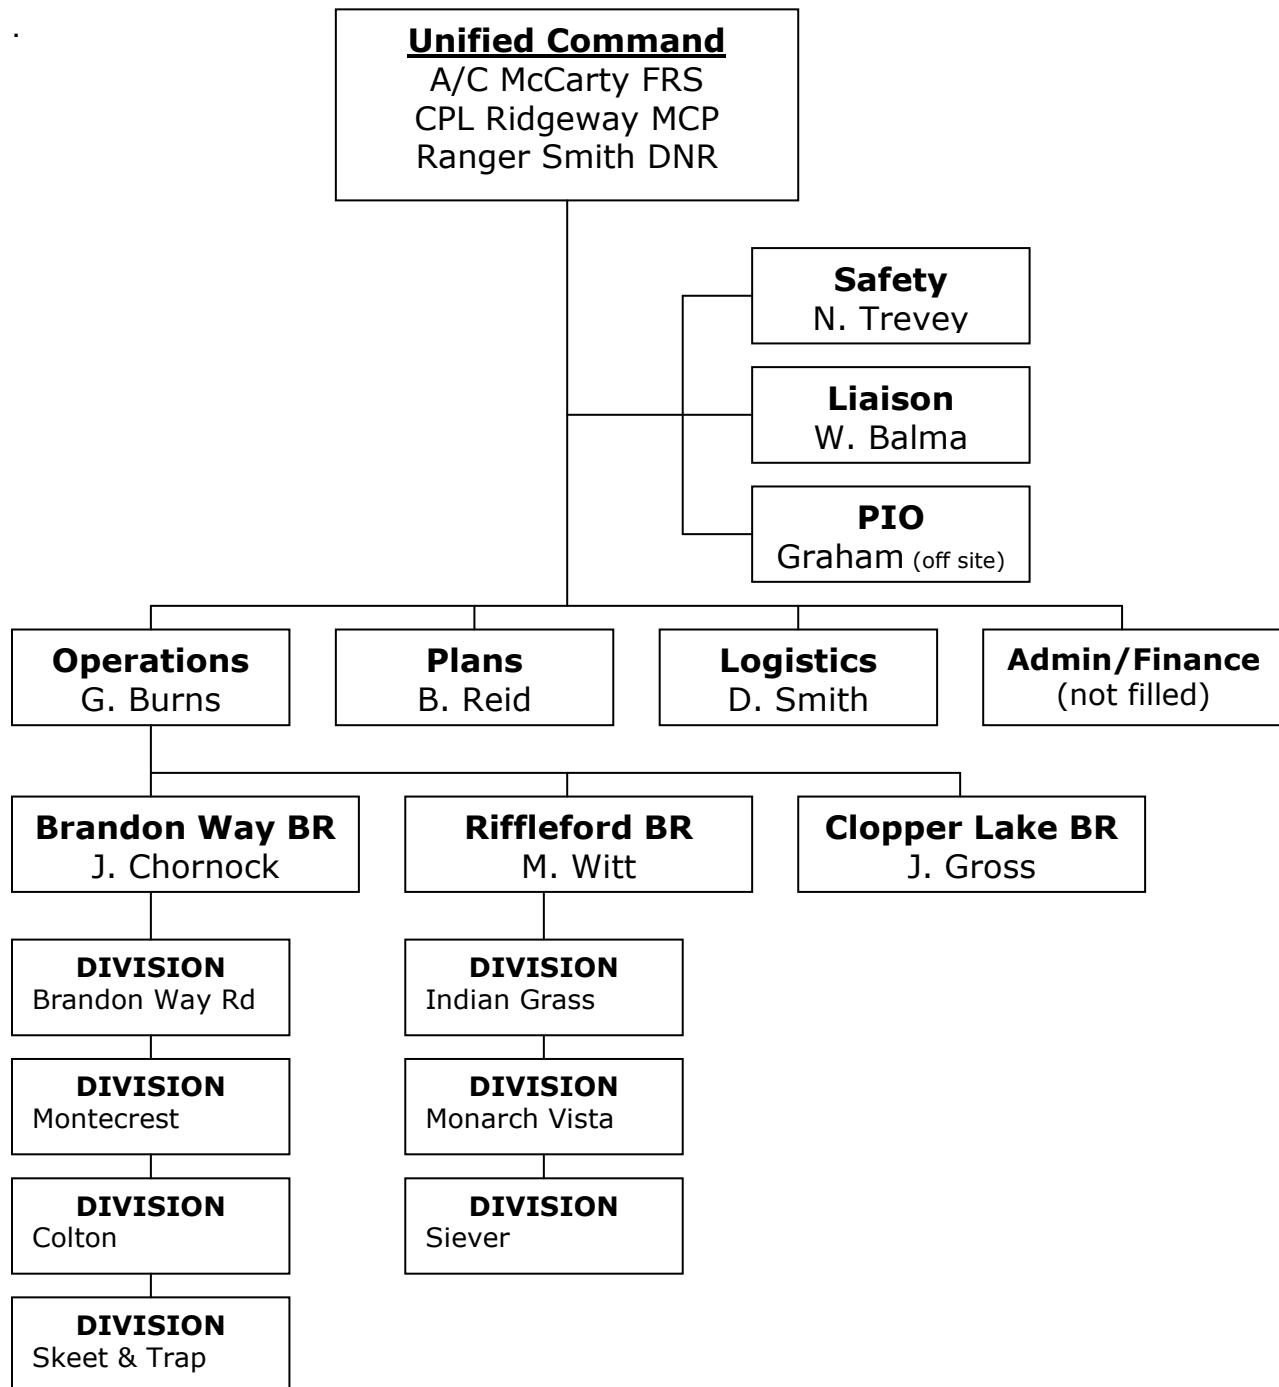 .
Unified Command
A/C McCarty FRS
CPL Ridgeway MCP
Ranger Smith DNR
Safety
N. Trevey
Liaison
W. Balma
PIO
Graham (off site)
Operations
G. Burns
Plans
B. Reid
Logistics
D. Smith
Admin/Finance
(not filled)
Brandon Way BR
J. Chornock
Riffleford BR
M. Witt
Clopper Lake BR
J. Gross
DIVISION
Brandon Way Rd
DIVISION
Indian Grass
DIVISION
Montecrest
DIVISION
Monarch Vista
DIVISION
Colton
DIVISION
Siever
DIVISION
Skeet & Trap